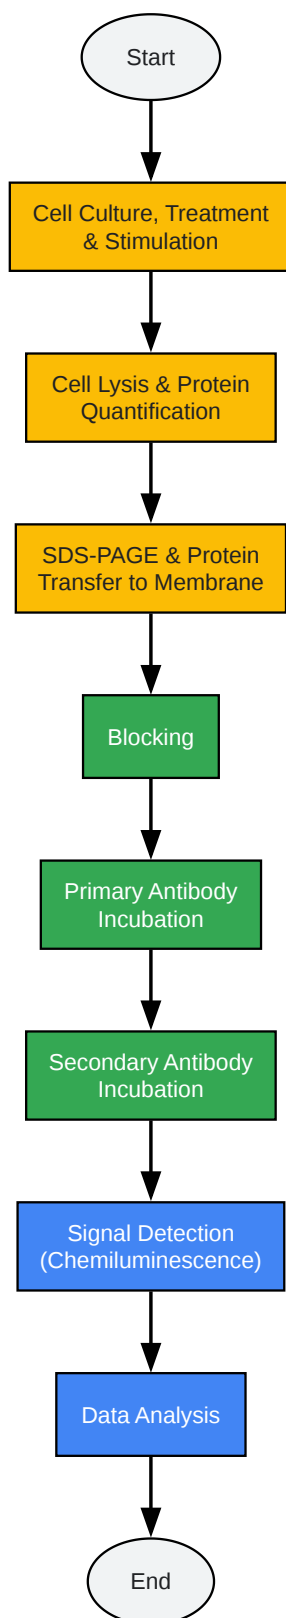 Start
Cell Culture, Treatment
& Stimulation
Cell Lysis & Protein
Quantification
SDS-PAGE & Protein
Transfer to Membrane
Blocking
Primary Antibody
Incubation
Secondary Antibody
Incubation
Signal Detection
(Chemiluminescence)
Data Analysis
End